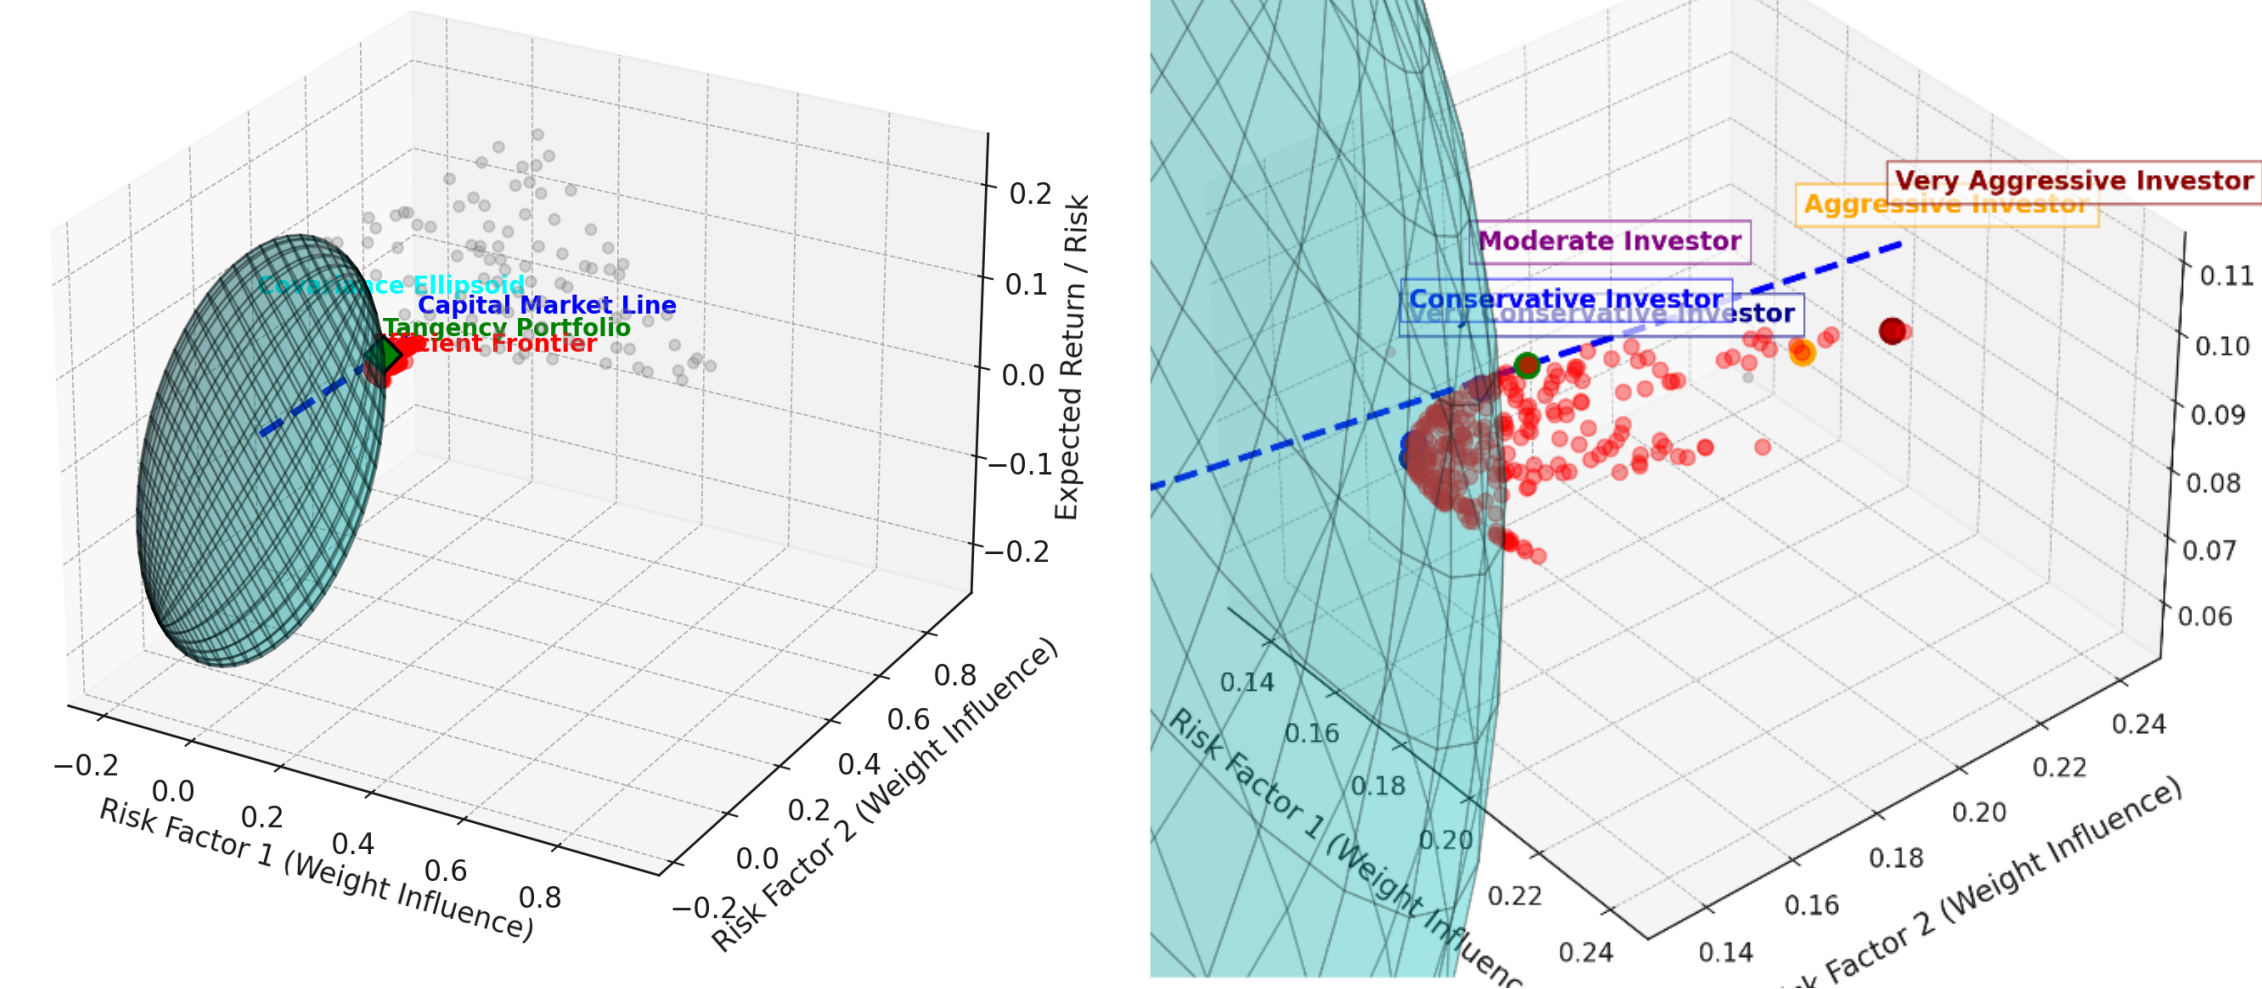 Covariance Ellipsoid
Capital Market Line
Tangency Portfolio
cient Frontier
0.2
0.1
0.0
−0.1
−0.2
Expected Return / Risk
−0.2
0.0
0.2
0.4
0.6
0.8
Risk Factor 1 (Weight Influence)
−0.2
0.0
0.2
0.4
0.6
0.8
Risk Factor 2 (Weight Influence)
Very Aggressive Investor
Aggressive Investor
Moderate Investor
Conservative Investor
Very Conservative Investor
0.11
0.10
0.09
0.08
0.07
0.06
0.14
0.16
0.18
0.20
0.22
0.24
Risk Factor 1 (Weight Influenc
0.14
0.16
0.18
0.20
0.22
0.24
sk Factor 2 (Weight Influence)